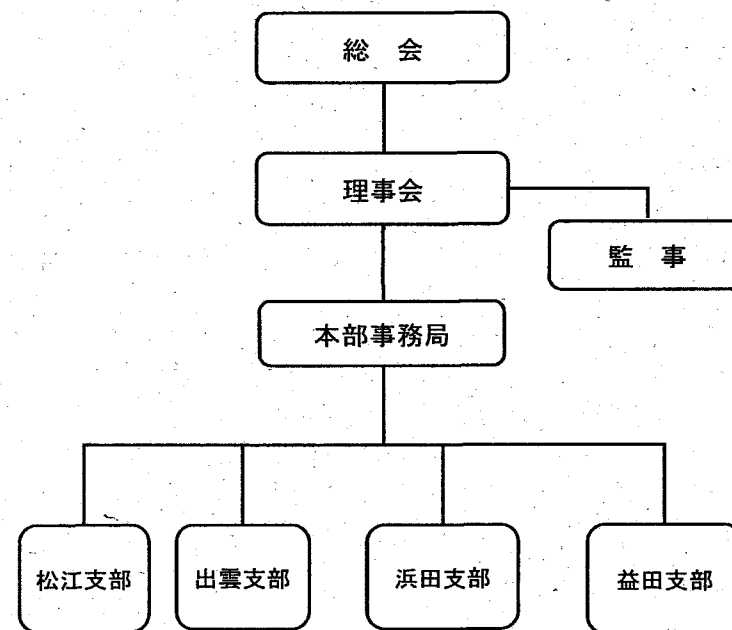 総　会
理事会
監　事
本部事務局
松江支部
出雲支部
浜田支部
益田支部